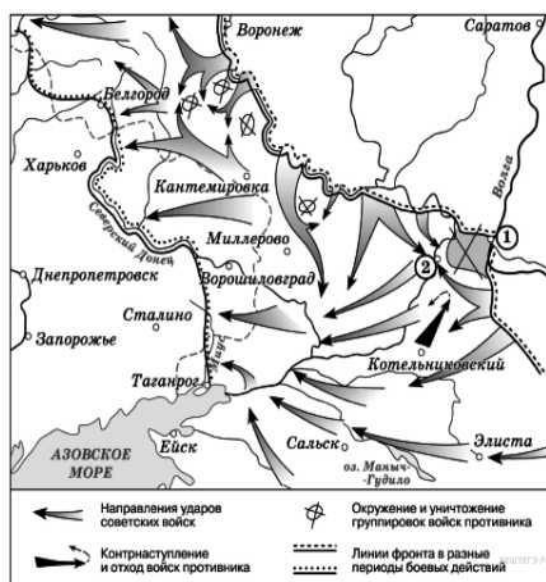 Воронеж
Саратов
Белгород
Харьков
Кантемировка
Волга
Северский Донец
Миллерово
1
2
Днепропетровск
Ворошиловград
Сталино
Запорожье
Миус
Котельниковский
Таганрог
АЗОВСКОЕ
МОРЕ
Ейск
Сальск
Элиста
оз. Маныч-
-Гудило
Направления ударов
советских войск
Окружение и уничтожение
группировок войск противника
Контрнаступление
и отход войск противника
Линии фронта в разные
периоды боевых действий